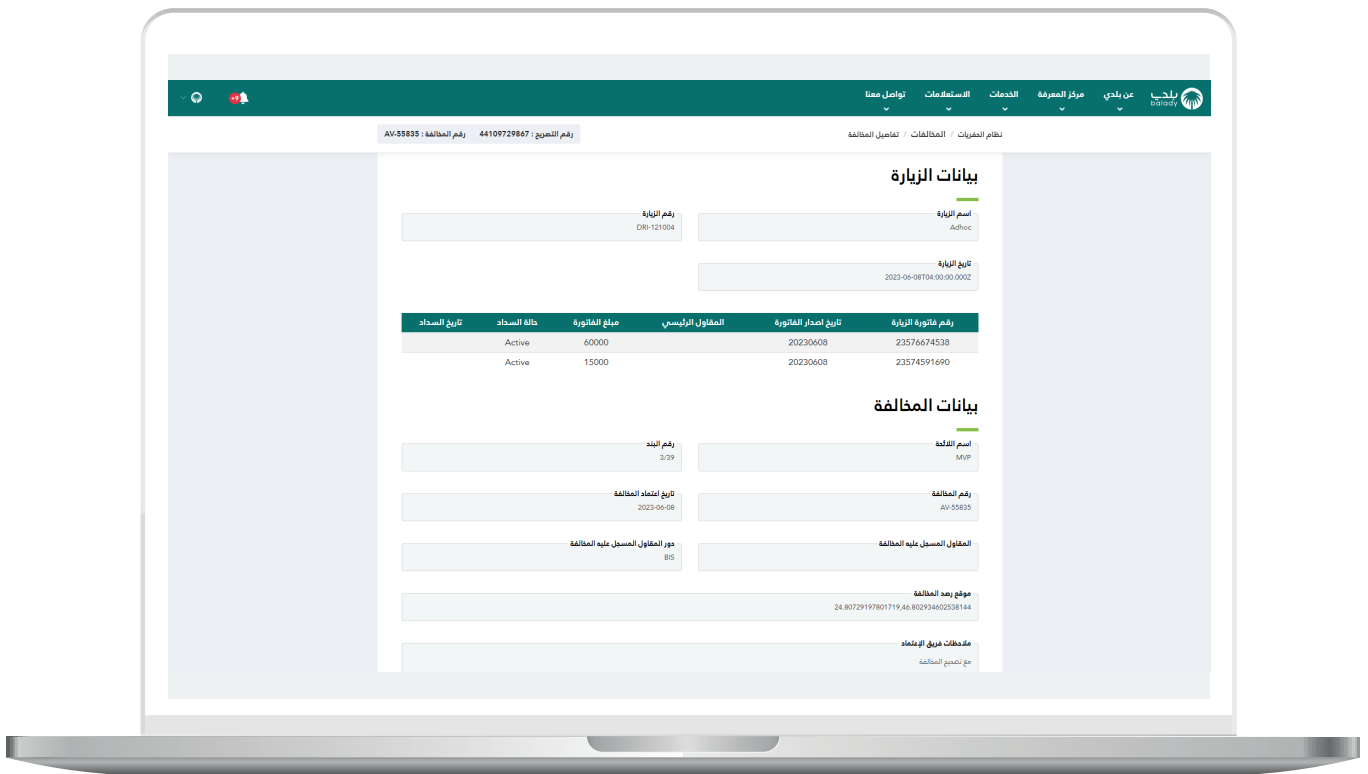 بلدي balady عن بلدي مركز المعرفة الخدمات الاستعلامات تواصل معنا +9
نظام الحفريات / المخالفات / تفاصيل المخالفة رقم التصريح : 44109729867 رقم المخالفة : AV-55835
بيانات الزيارة
اسم الزيارة رقم الزيارة
Adhoc DRI-121004
تاريخ الزيارة
2023-06-08T04:00:00.000Z
رقم فاتورة الزيارة تاريخ اصدار الفاتورة المقاول الرئيسي مبلغ الفاتورة حالة السداد تاريخ السداد
23576674538 20230608 60000 Active
23574591690 20230608 15000 Active
بيانات المخالفة
اسم اللائحة رقم البند
MVP 3/39
رقم المخالفة تاريخ اعتماد المخالفة
AV-55835 2023-06-08
المقاول المسجل عليه المخالفة دور المقاول المسجل عليه المخالفة
BIS
موقع رصد المخالفة
24.80729197801719,46.802934602538144
ملاحظات فريق الإعتماد
مع تصحيح المخالفة